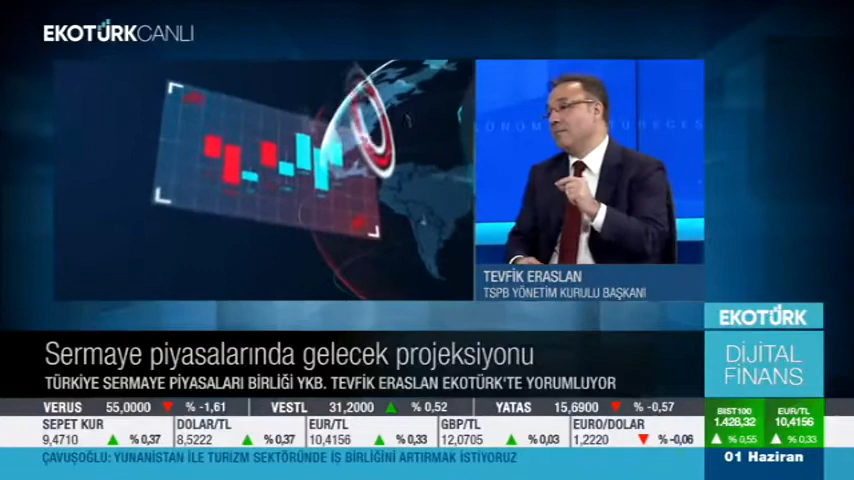 EKOTÜRK CANLI
TEVFİK ERASLAN
TSPB YÖNETİM KURULU BAŞKANI
EKOTÜRK
DİJİTAL
FİNANS
Sermaye piyasalarında gelecek projeksiyonu
TÜRKİYE SERMAYE PİYASALARI BİRLİĞİ YKB. TEVFİK ERASLAN EKOTÜRK'TE YORUMLUYOR
VERUS 55,0000 % -1,61 VESTL 31,2000 % 0,52 YATAS 15,6900 % -0,57
SEPET KUR DOLAR/TL EUR/TL GBP/TL EURO/DOLAR
9,4710 % 0,37 8,5222 % 0,37 10,4156 % 0,33 12,0705 % 0,03 1,2220 % -0,06
BIST100 EUR/TL
1.428,32 10,4156
% 0,55 % 0,33
ÇAVUŞOĞLU: YUNANİSTAN İLE TURİZM SEKTÖRÜNDE İŞ BİRLİĞİNİ ARTIRMAK İSTİYORUZ
01 Haziran